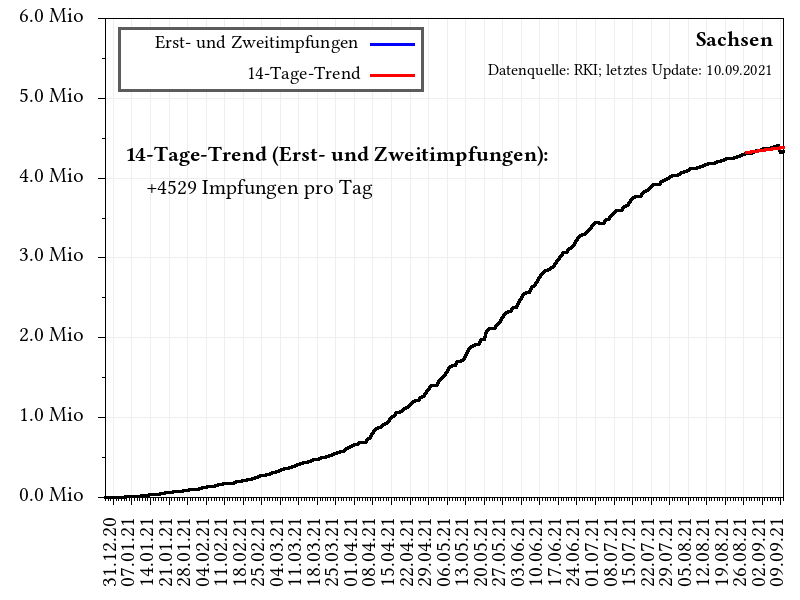 6.0 Mio
5.0 Mio
4.0 Mio
3.0 Mio
2.0 Mio
1.0 Mio
0.0 Mio
Erst- und Zweitimpfungen
14-Tage-Trend
Sachsen
Datenquelle: RKI; letztes Update: 10.09.2021
14-Tage-Trend (Erst- und Zweitimpfungen):
+4529 Impfungen pro Tag
31.12.20
07.01.21
14.01.21
21.01.21
28.01.21
04.02.21
11.02.21
18.02.21
25.02.21
04.03.21
11.03.21
18.03.21
25.03.21
01.04.21
08.04.21
15.04.21
22.04.21
29.04.21
06.05.21
13.05.21
20.05.21
27.05.21
03.06.21
10.06.21
17.06.21
24.06.21
01.07.21
08.07.21
15.07.21
22.07.21
29.07.21
05.08.21
12.08.21
19.08.21
26.08.21
02.09.21
09.09.21